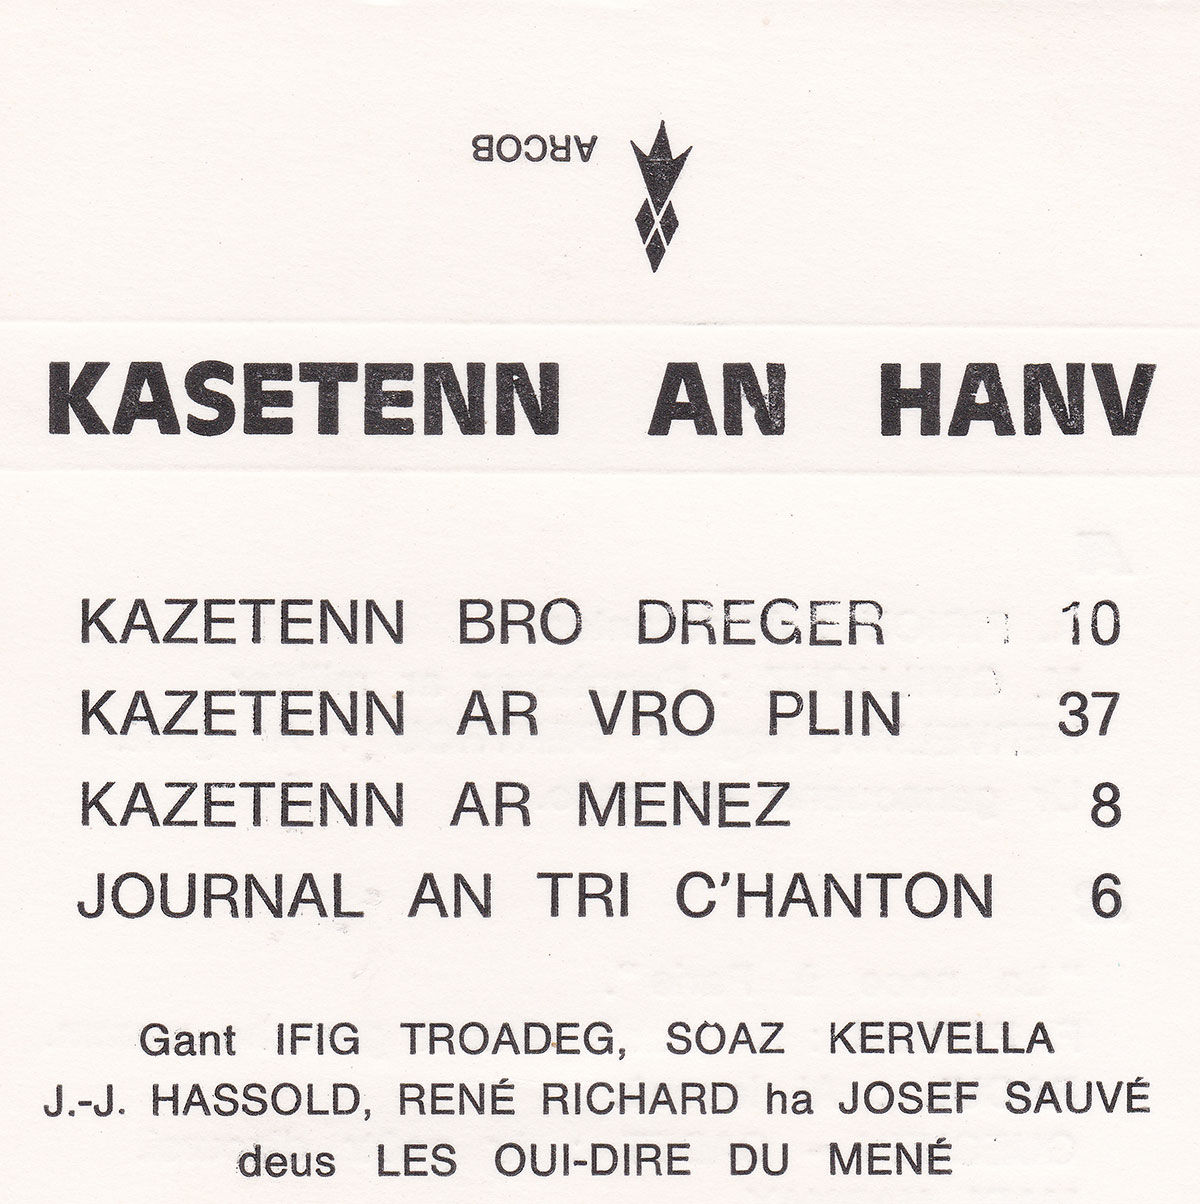 ARCOB
KASETENN AN HANV
KAZETENN BRO DREGER 10
KAZETENN AR VRO PLIN 37
KAZETENN AR MENEZ 8
JOURNAL AN TRI C'HANTON 6
Gant IFIG TROADEG, SOAZ KERVELLA
J.-J. HASSOLD, RENÉ RICHARD ha JOSEF SAUVÉ
deus LES OUI-DIRE DU MENÉ